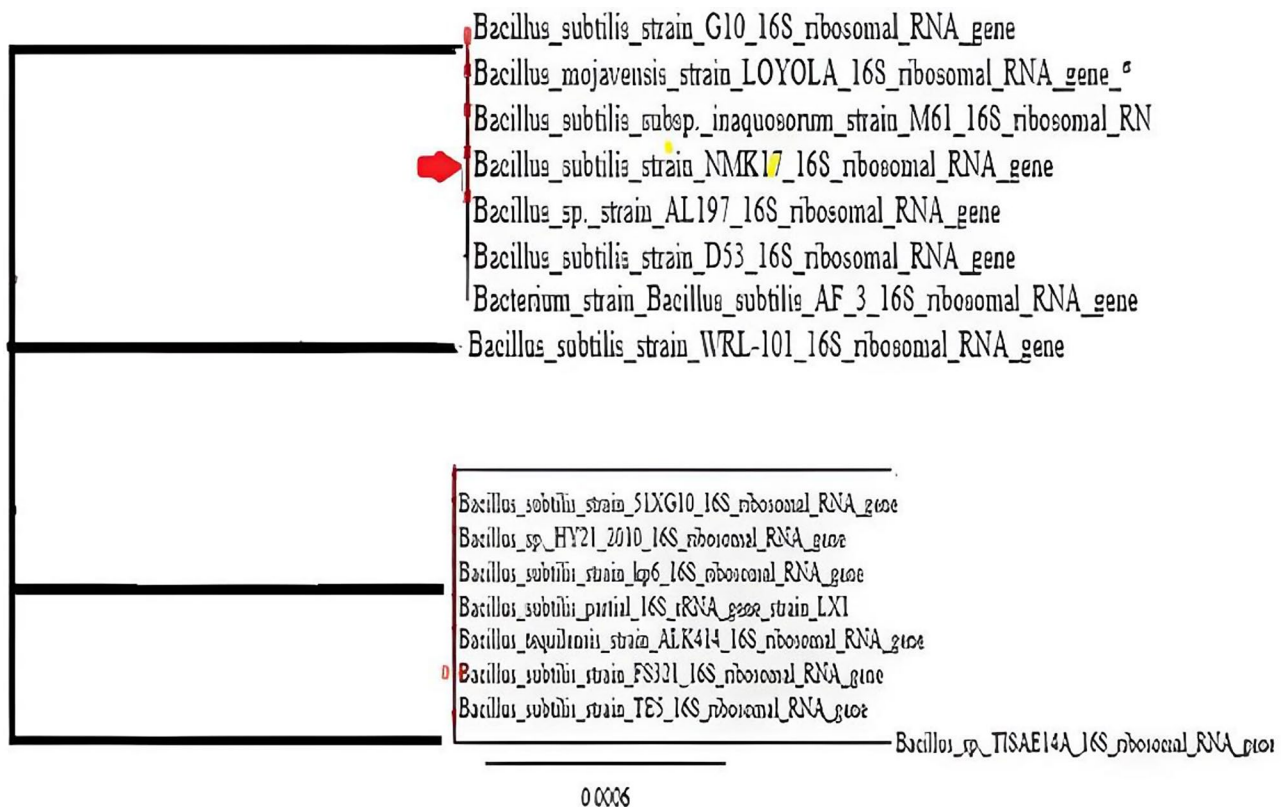 Bacillus_subtilis_strain_G10_16S_ribosomal_RNA_gene
Bacillus_mojavensis_strain_LOYOLA_16S_ribosomal_RNA_gene_
Bacillus_subtilis_subsp._inaquosorum_strain_M61_16S_ribosomal_RN
Bacillus_subtilis_strain_NMK17_16S_ribosomal_RNA_gene
Bacillus_sp._strain_AL197_16S_ribosomal_RNA_gene
Bacillus_subtilis_strain_D53_16S_ribosomal_RNA_gene
Bacterium_strain_Bacillus_subtilis_AF_3_16S_ribosomal_RNA_gene
Bacillus_subtilis_strain_WRL-101_16S_ribosomal_RNA_gene
Bacillus_subtilis_strain_51XG10_16S_ribosomal_RNA_gene
Bacillus_sp._HY21_2010_16S_ribosomal_RNA_gene
Bacillus_subtilis_strain_lcp6_16S_ribosomal_RNA_gene
Bacillus_subtilis_partial_16S_rRNA_gene_strain_LX1
Bacillus_tequilensis_strain_ALK414_16S_ribosomal_RNA_gene
Bacillus_subtilis_strain_FS321_16S_ribosomal_RNA_gene
Bacillus_subtilis_strain_TE5_16S_ribosomal_RNA_gene
Bacillus_sp._TISAE14A_16S_ribosomal_RNA_gene
0.0006